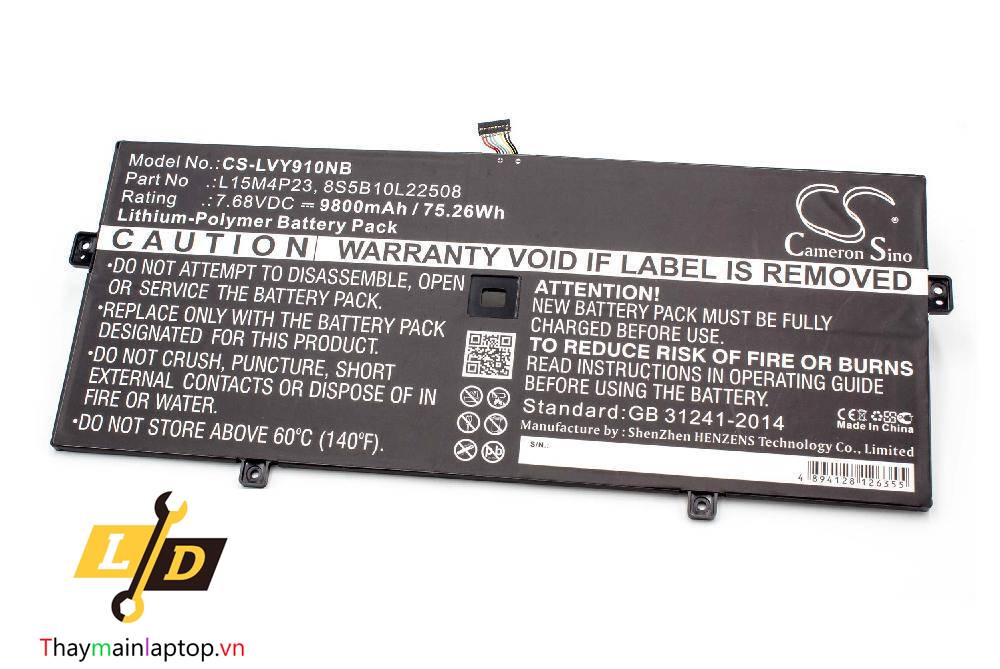 Model No.:CS-LVY910NB
Part No .:L15M4P23, 8S5B10L22508
Rating .:7.68VDC ⎓ 9800mAh / 75.26Wh
Lithium-Polymer Battery Pack
CS
Cameron Sino
CAUTION
WARRANTY VOID IF LABEL IS REMOVED
•DO NOT ATTEMPT TO DISASSEMBLE, OPEN
OR SERVICE THE BATTERY PACK.
•REPLACE ONLY WITH THE BATTERY PACK
DESIGNATED FOR THIS PRODUCT.
•DO NOT CRUSH, PUNCTURE, SHORT
EXTERNAL CONTACTS OR DISPOSE OF IN
FIRE OR WATER.
•DO NOT STORE ABOVE 60°C (140°F).
ATTENTION!
NEW BATTERY PACK MUST BE FULLY
CHARGED BEFORE USE.
TO REDUCE RISK OF FIRE OR BURNS
READ INSTRUCTIONS IN OPERATING GUIDE
BEFORE USING THE BATTERY.
Standard:GB 31241-2014
CE
Made In China
Manufacture by : ShenZhen HENZENS Technology Co., Limited
S/N.:
4 894128 126355
Pb
L D
Thaymainlaptop.vn